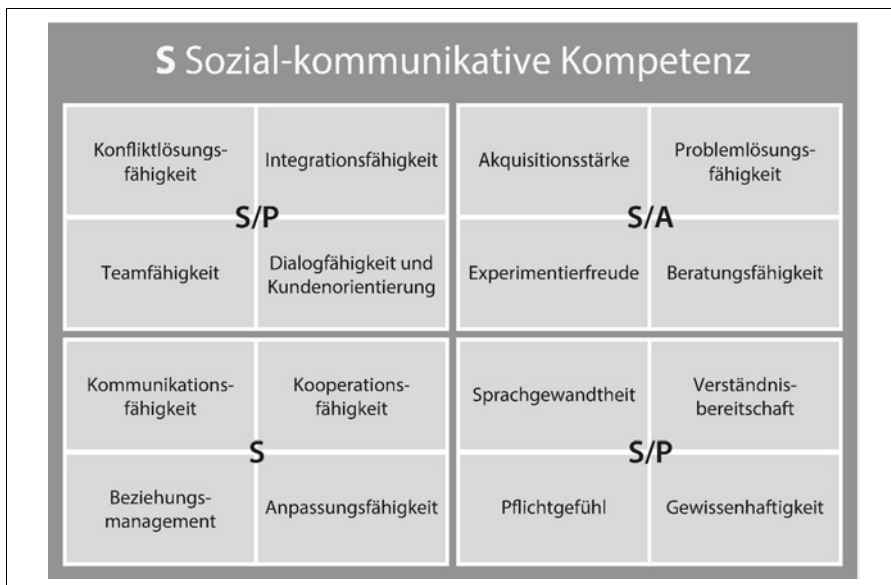 S Sozial-kommunikative Kompetenz
Konfliktlösungs-
fähigkeit
Integrationsfähigkeit
S/P
Teamfähigkeit
Dialogfähigkeit und
Kundenorientierung
Akquisitionsstärke
Problemlösungs-
fähigkeit
S/A
Experimentierfreude
Beratungsfähigkeit
Kommunikations-
fähigkeit
Kooperations-
fähigkeit
S
Beziehungs-
management
Anpassungsfähigkeit
Sprachgewandtheit
Verständnis-
bereitschaft
S/P
Pflichtgefühl
Gewissenhaftigkeit